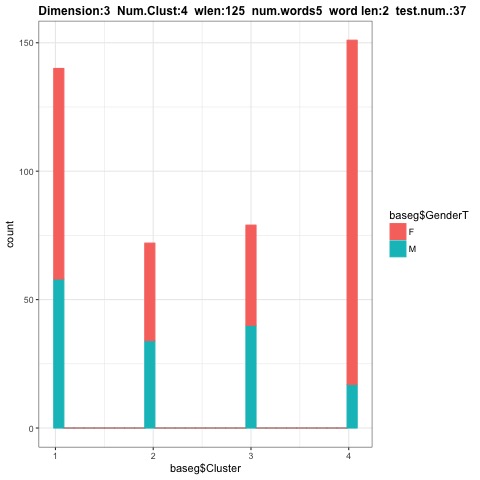 Dimension:3  Num.Clust:4  wlen:125  num.words5  word len:2  test.num.:37
150
100
50
0
count
1 2 3 4
baseg$Cluster
baseg$GenderT
F
M